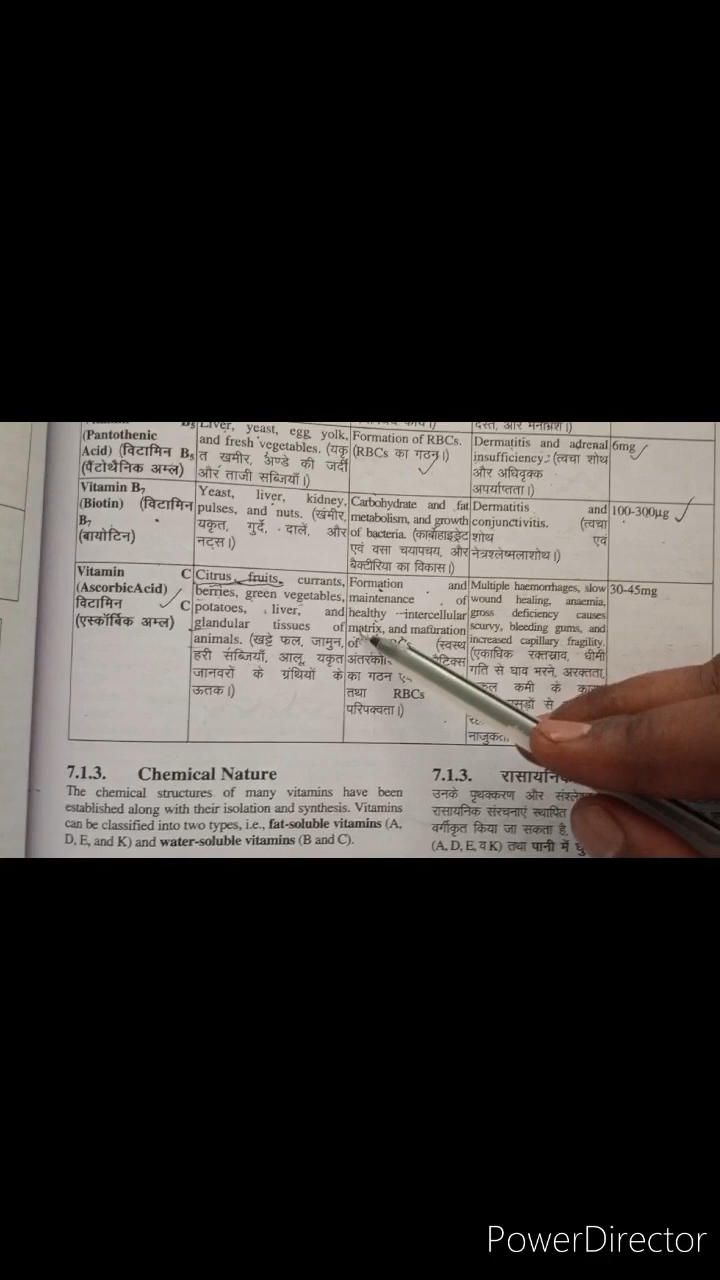 B5 Liver, yeast, egg yolk,
(Pantothenic
Acid) (विटामिन B5
(पैंटोथैनिक अम्ल)
and fresh vegetables. (यकृ
त खमीर, अण्डे की जर्दी
और ताजी सब्जियाँ।)
Formation of RBCs.
(RBCs का गठन।)
दस्त, और
Dermatitis and adrenal
insufficiency. (त्वचा शोथ
और अधिवृक्क
अपर्याप्तता।)
6mg
Vitamin B7
(Biotin) (विटामिन
B7
(बायोटिन)
Yeast, liver, kidney,
pulses, and nuts. (खमीर,
यकृत, गुर्दे, दालें, और
नट्स।)
Carbohydrate and fat
metabolism, and growth
of bacteria. (कार्बोहाइड्रेट
एवं वसा चयापचय, और
बैक्टीरिया का विकास।)
Dermatitis and
conjunctivitis. (त्वचा
शोथ एवं
नेत्रश्लेष्मलाशोथ।)
100-300µg
Vitamin C
(AscorbicAcid)
विटामिन C
(एस्कॉर्बिक अम्ल)
Citrus fruits, currants,
berries, green vegetables,
potatoes, liver, and
glandular tissues of
animals. (खट्टे फल, जामुन,
हरी सब्जियाँ, आलू, यकृत
जानवरों के ग्रंथियों के
ऊतक।)
Formation and
maintenance of
healthy intercellular
matrix, and mafuration
of (स्वस्थ
का गठन
तथा RBCs
परिपक्वता।)
Multiple haemorrhages, slow
wound healing, anaemia,
gross deficiency causes
scurvy, bleeding gums, and
increased capillary fragility.
(एकाधिक रक्तस्राव, धीमी
गति से घाव भरने, अरक्तता,
कमी के
से
30-45mg
7.1.3. Chemical Nature
The chemical structures of many vitamins have been
established along with their isolation and synthesis. Vitamins
can be classified into two types, i.e., fat-soluble vitamins (A,
D, E, and K) and water-soluble vitamins (B and C).
7.1.3.
उनके पृथक्करण और
रासायनिक संरचनाएं स्थापित
वर्गीकृत किया जा सकता है,
(A, D, E, व K) तथा पानी में
PowerDirector